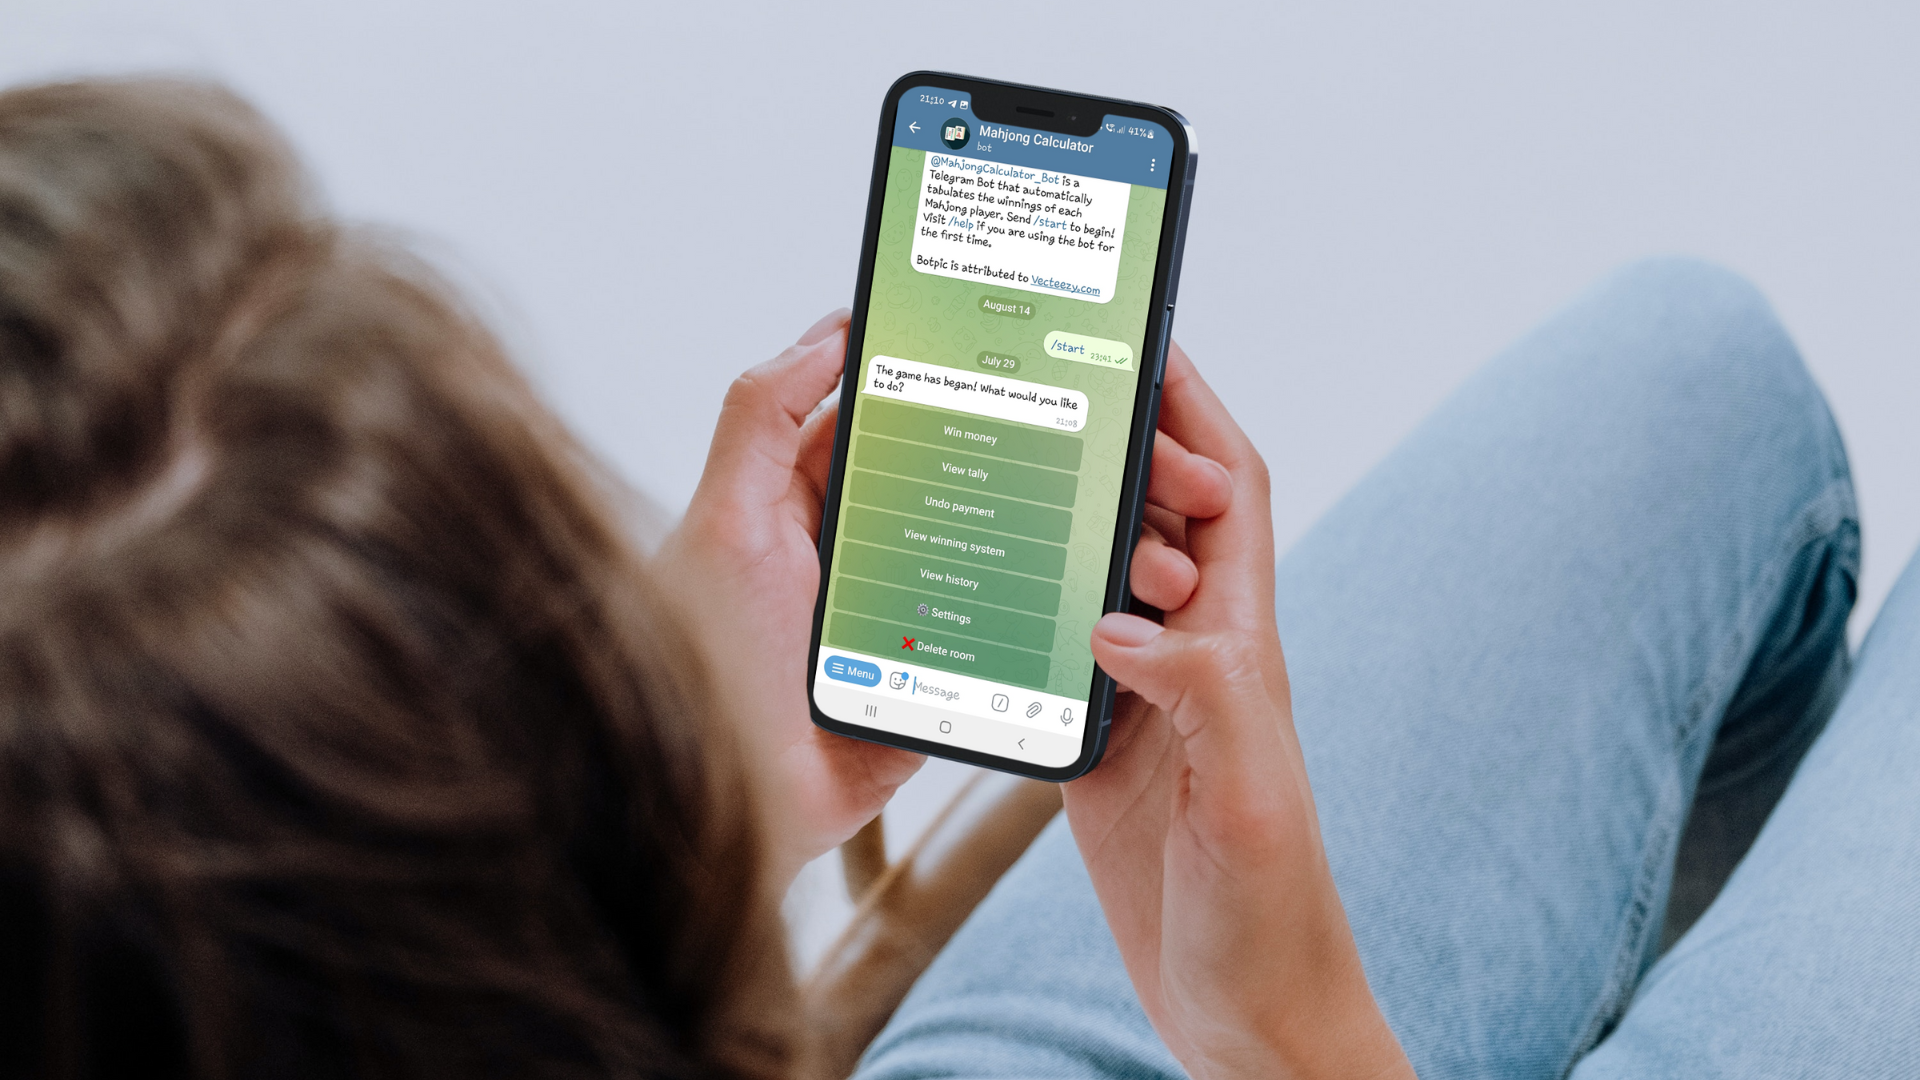 21:10
41%
Mahjong Calculator
bot
@MahjongCalculator_Bot is a
Telegram Bot that automatically
tabulates the winnings of each
Mahjong player. Send /start to begin!
Visit /help if you are using the bot for
the first time.
Botpic is attributed to Vecteezy.com
August 14
/start 23:41
July 29
The game has began! What would you like
to do?
21:08
Win money
View tally
Undo payment
View winning system
View history
Settings
Delete room
Menu
Message